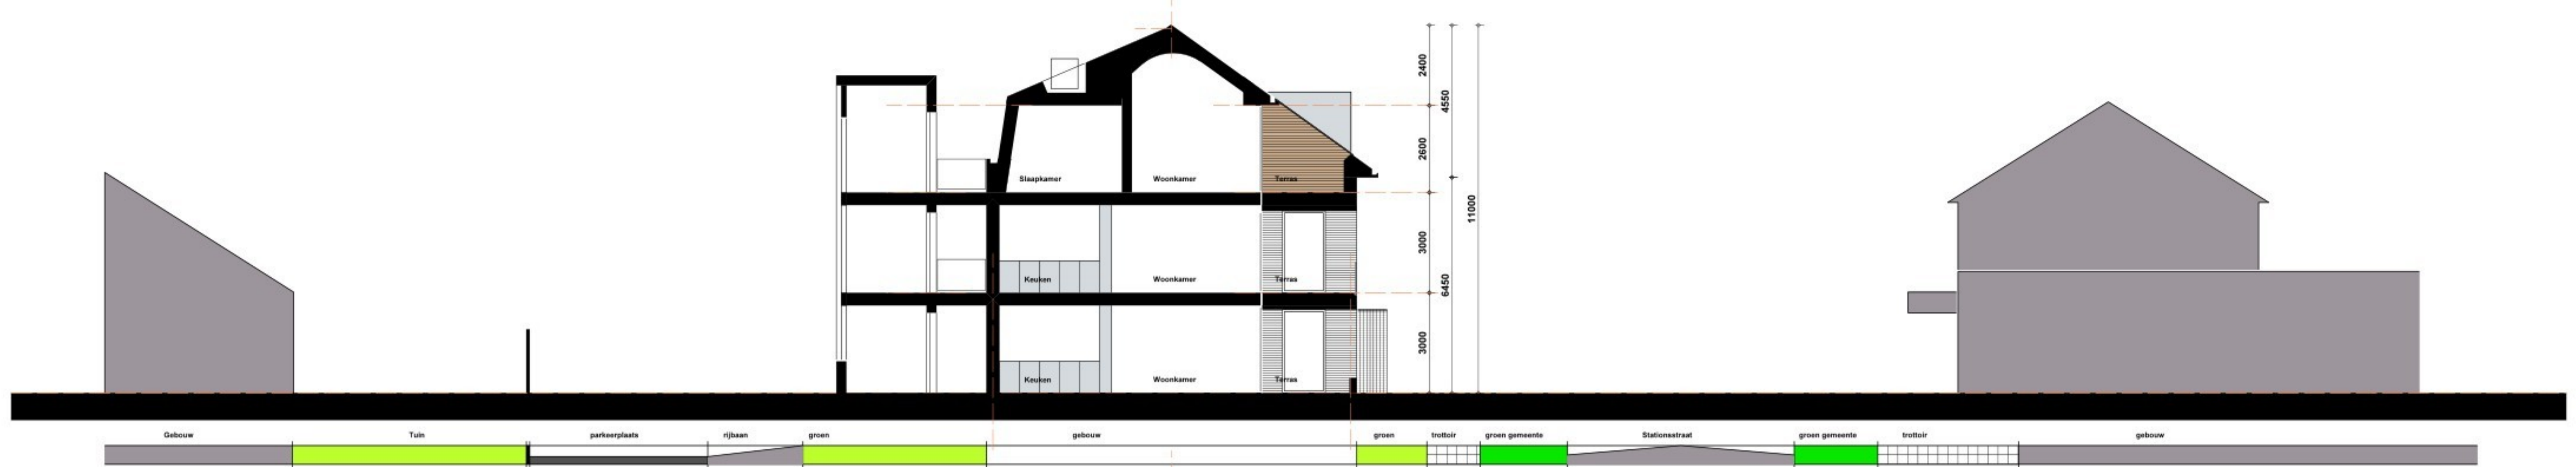 2400
4550
2600
Slaapkamer Woonkamer Terras
11000
3000
Keuken Woonkamer Terras
6450
3000
Keuken Woonkamer Terras
Gebouw Tuin parkeerplaats rijbaan groen gebouw groen trottoir groen gemeente Stationsstraat groen gemeente trottoir gebouw